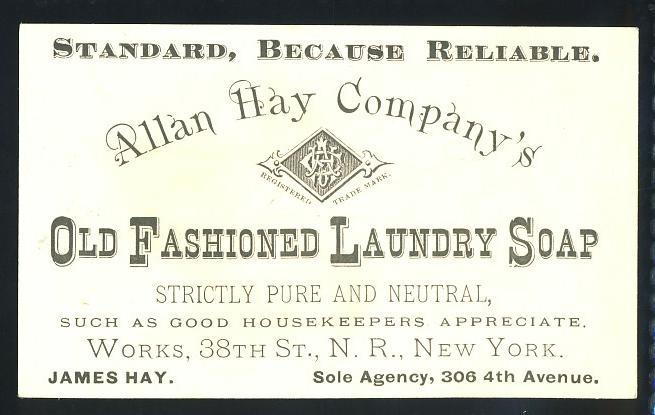 STANDARD, BECAUSE RELIABLE.
Allan Hay Company's
REGISTERED TRADE MARK.
OLD FASHIONED LAUNDRY SOAP
STRICTLY PURE AND NEUTRAL,
SUCH AS GOOD HOUSEKEEPERS APPRECIATE.
WORKS, 38TH ST., N. R., NEW YORK.
JAMES HAY. Sole Agency, 306 4th Avenue.